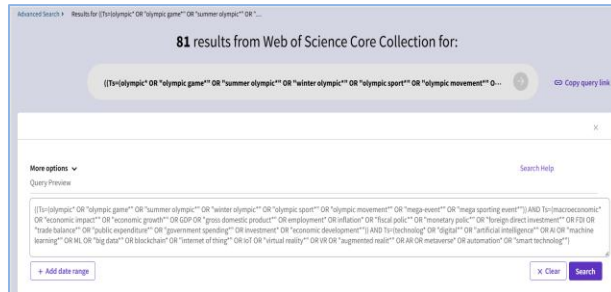 Advanced Search > Results for ((Ts=(olympic* OR "olympic game*" OR "summer olympic*" OR "...
81 results from Web of Science Core Collection for:
((Ts=(olympic* OR "olympic game*" OR "summer olympic*" OR "winter olympic*" OR "olympic sport*" OR "olympic movement*" O...
Copy query link
More options
Search Help
Query Preview
((Ts=(olympic* OR "olympic game*" OR "summer olympic*" OR "winter olympic*" OR "olympic sport*" OR "olympic movement*" OR "mega-event*" OR "mega sporting event*")) AND Ts=(macroeconomic*
OR "economic impact*" OR "economic growth*" OR GDP OR "gross domestic product*" OR employment* OR inflation* OR "fiscal polic*" OR "monetary polic*" OR "foreign direct investment*" OR FDI OR
"trade balance*" OR "public expenditure*" OR "government spending*" OR investment* OR "economic development*")) AND Ts=(technolog* OR "digital*" OR "artificial intelligence*" OR AI OR "machine
learning*" OR ML OR "big data*" OR blockchain* OR "internet of thing*" OR IoT OR "virtual reality*" OR VR OR "augmented realit*" OR AR OR metaverse* OR automation* OR "smart technolog*")
+ Add date range
× Clear
Search